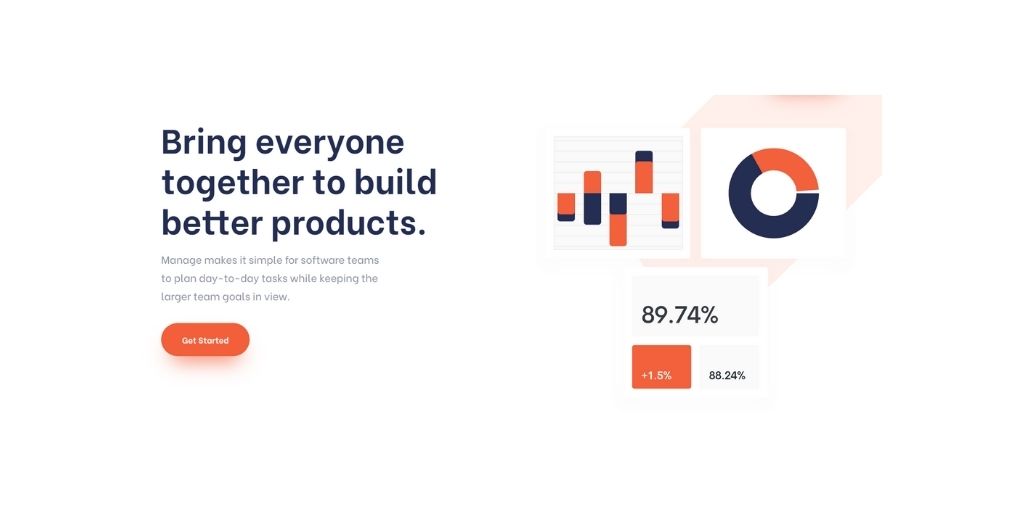 Bring everyone
together to build
better products.
Manage makes it simple for software teams
to plan day-to-day tasks while keeping the
larger team goals in view.
Get Started
89.74%
+1.5%
88.24%